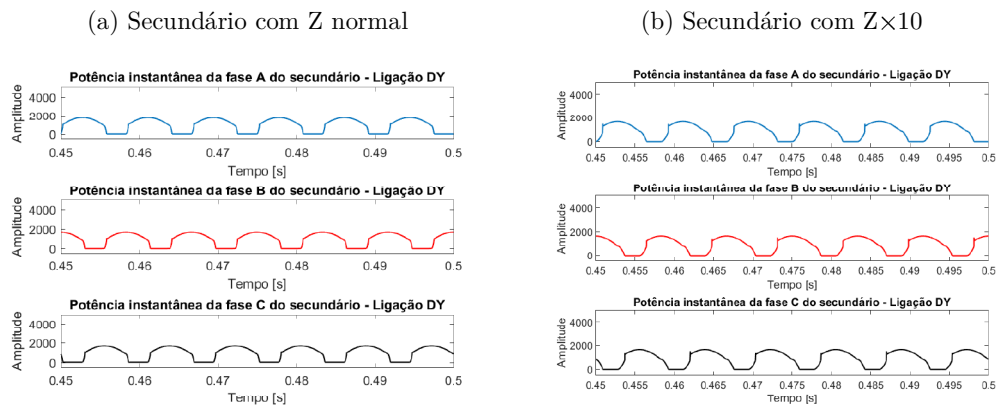 (a) Secundário com Z normal
Potência instantânea da fase A do secundário - Ligação DY
Amplitude
4000
2000
0
0.45 0.46 0.47 0.48 0.49 0.5
Tempo [s]
Potência instantânea da fase B do secundário - Ligação DY
Amplitude
4000
2000
0
0.45 0.46 0.47 0.48 0.49 0.5
Tempo [s]
Potência instantânea da fase C do secundário - Ligação DY
Amplitude
4000
2000
0
0.45 0.46 0.47 0.48 0.49 0.5
Tempo [s]
(b) Secundário com Z×10
Potência instantânea da fase A do secundário - Ligação DY
Amplitude
4000
2000
0
0.45 0.455 0.46 0.465 0.47 0.475 0.48 0.485 0.49 0.495 0.5
Tempo [s]
Potência instantânea da fase B do secundário - Ligação DY
Amplitude
4000
2000
0
0.45 0.455 0.46 0.465 0.47 0.475 0.48 0.485 0.49 0.495 0.5
Tempo [s]
Potência instantânea da fase C do secundário - Ligação DY
Amplitude
4000
2000
0
0.45 0.455 0.46 0.465 0.47 0.475 0.48 0.485 0.49 0.495 0.5
Tempo [s]